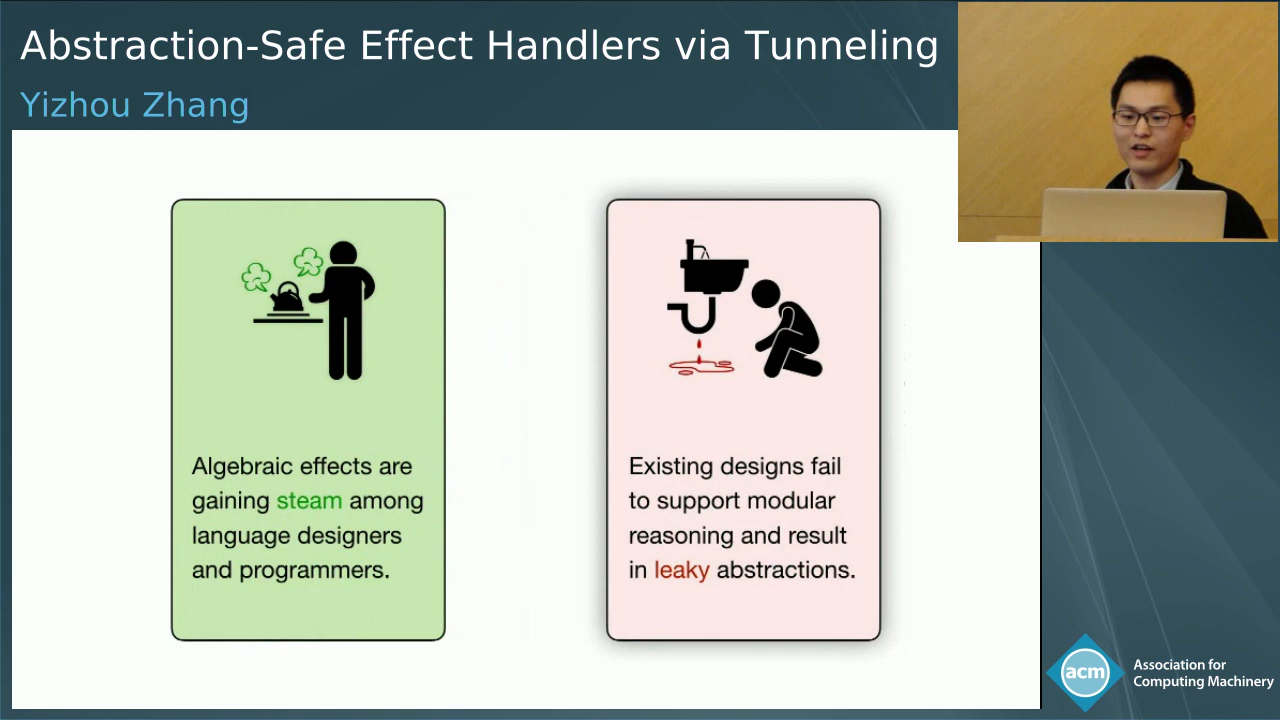 Abstraction-Safe Effect Handlers via Tunneling
Yizhou Zhang
Algebraic effects are
gaining steam among
language designers
and programmers.
Existing designs fail
to support modular
reasoning and result
in leaky abstractions.
acm
Association for
Computing Machinery